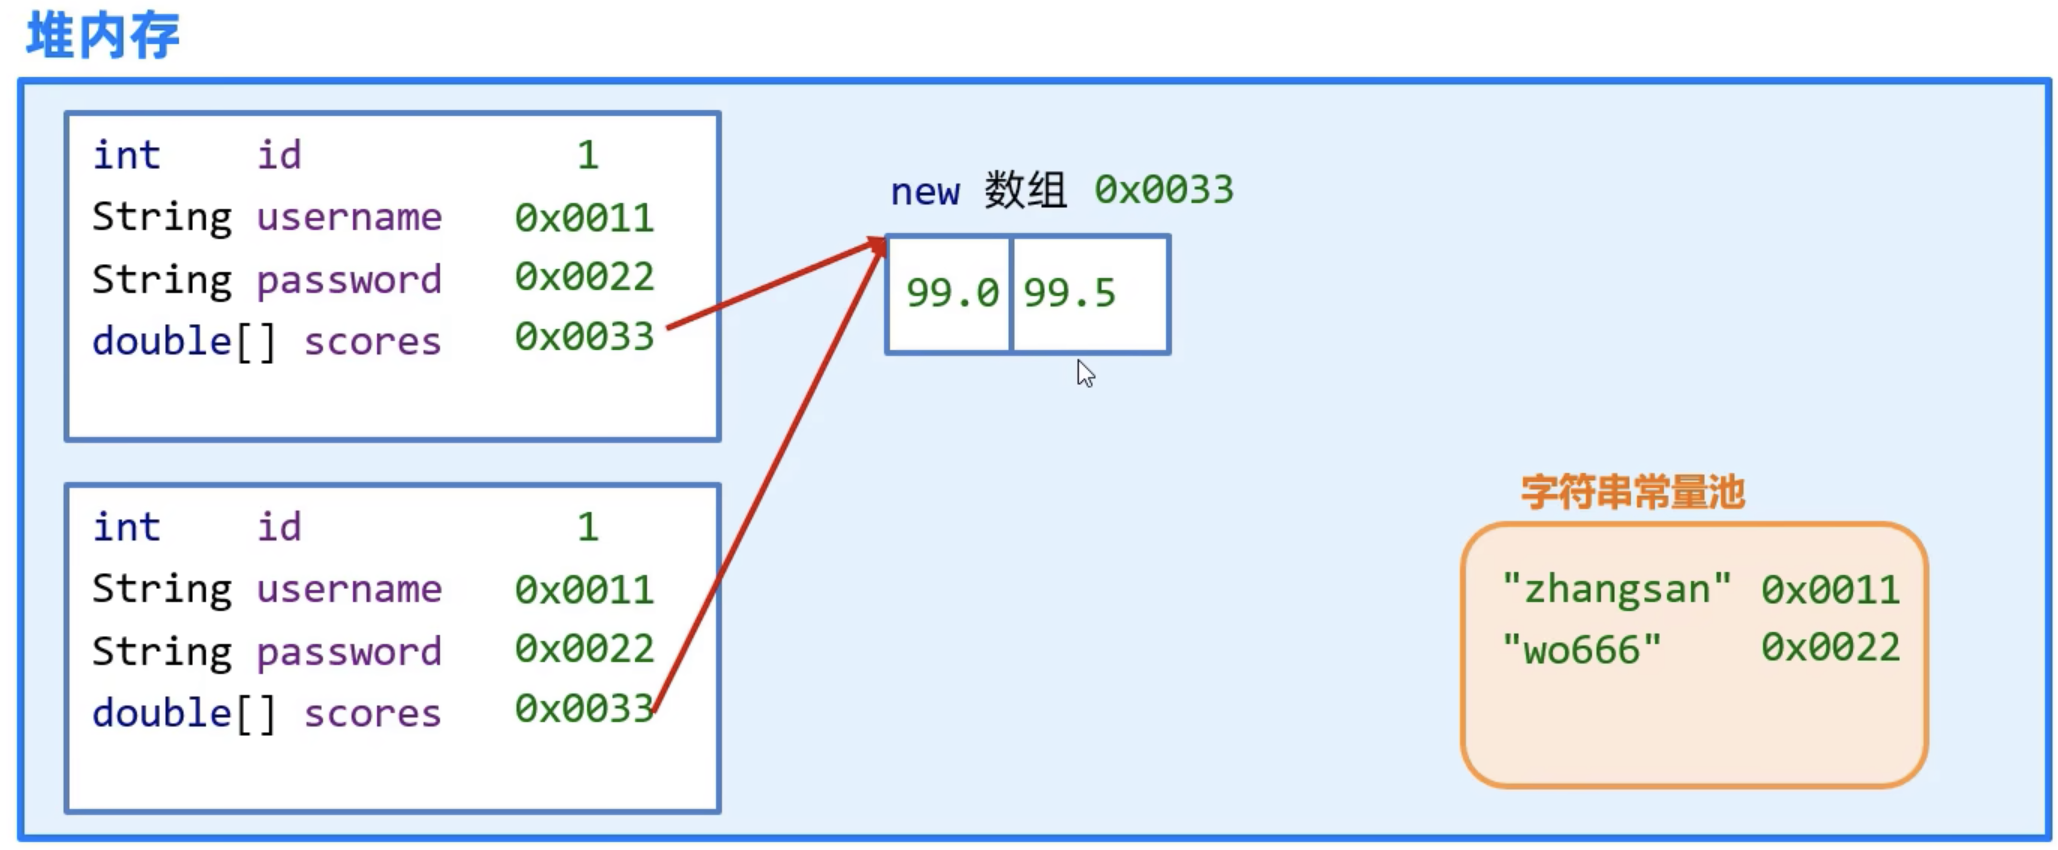 堆内存
int id 1
String username 0x0011
String password 0x0022
double[] scores 0x0033
new 数组 0x0033
99.0 99.5
int id 1
String username 0x0011
String password 0x0022
double[] scores 0x0033
字符串常量池
"zhangsan" 0x0011
"wo666" 0x0022